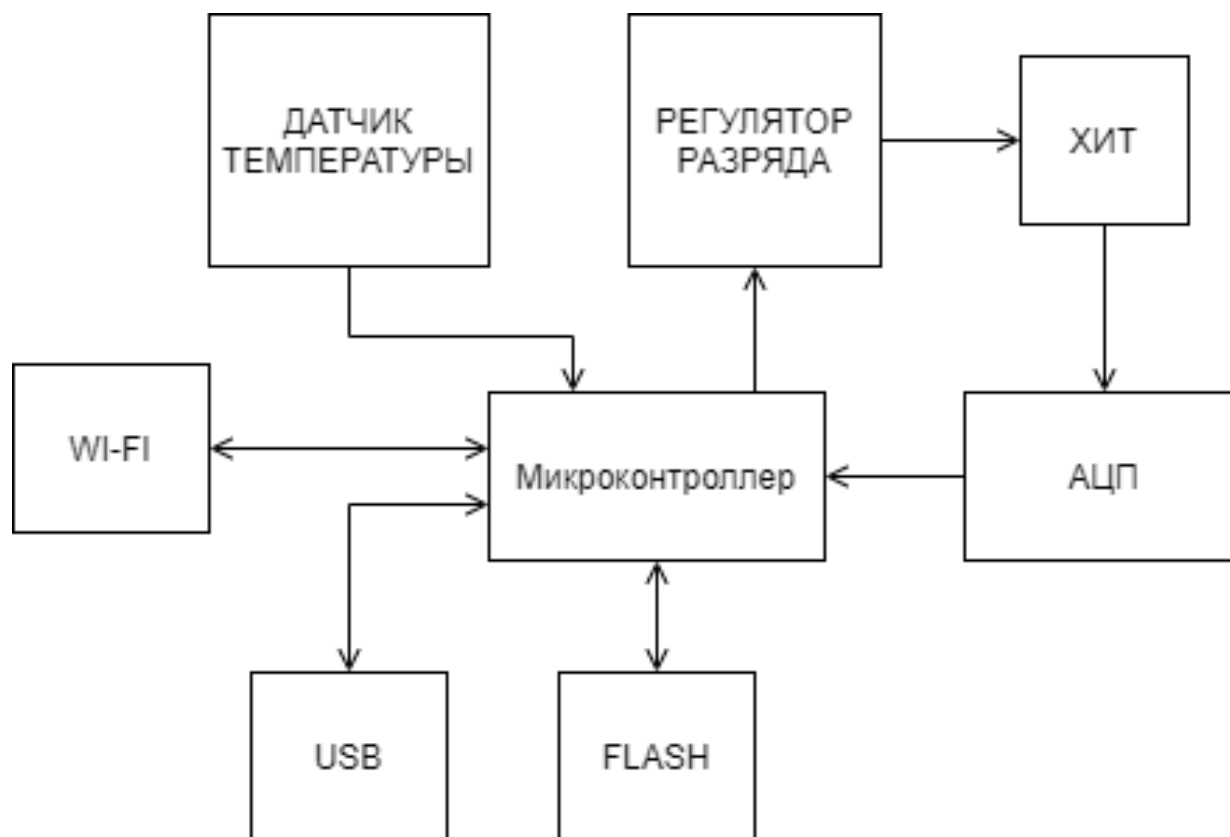 ДАТЧИК
ТЕМПЕРАТУРЫ
РЕГУЛЯТОР
РАЗРЯДА
ХИТ
WI-FI
Микроконтроллер
АЦП
USB
FLASH